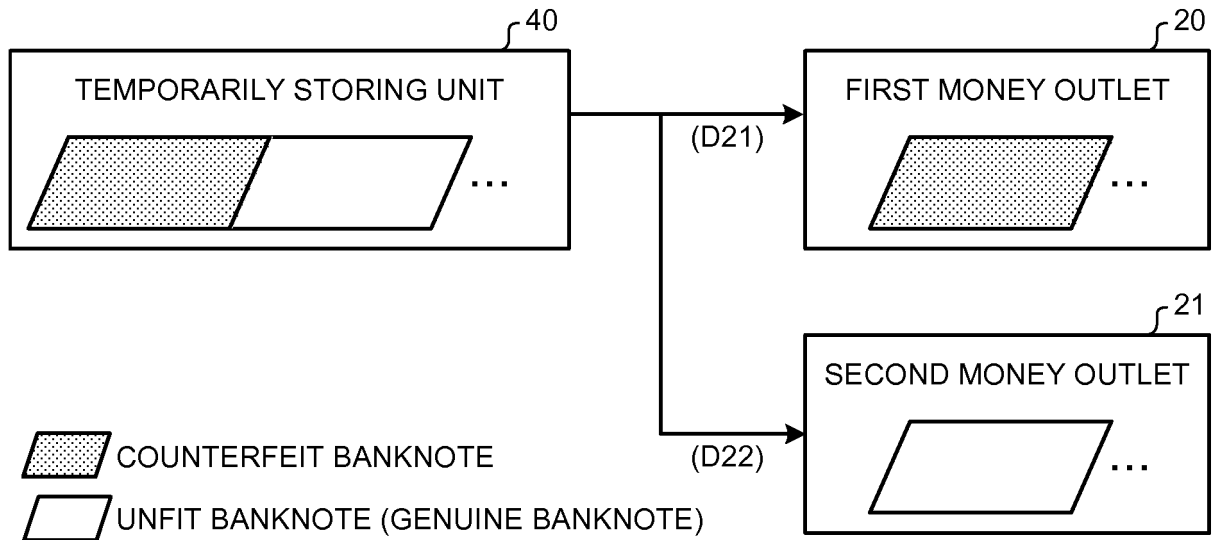 40
TEMPORARILY STORING UNIT
...
(D21)
20
FIRST MONEY OUTLET
...
21
SECOND MONEY OUTLET
...
(D22)
COUNTERFEIT BANKNOTE
UNFIT BANKNOTE (GENUINE BANKNOTE)